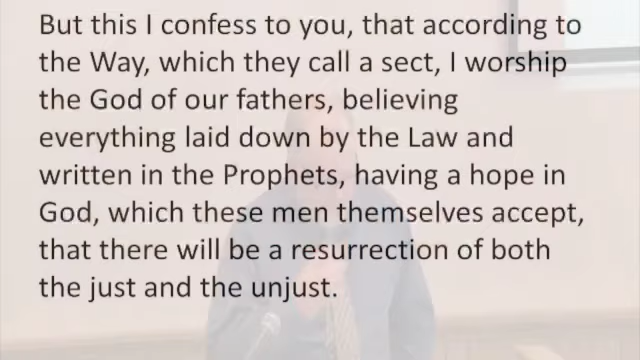 But this I confess to you, that according to
the Way, which they call a sect, I worship
the God of our fathers, believing
everything laid down by the Law and
written in the Prophets, having a hope in
God, which these men themselves accept,
that there will be a resurrection of both
the just and the unjust.